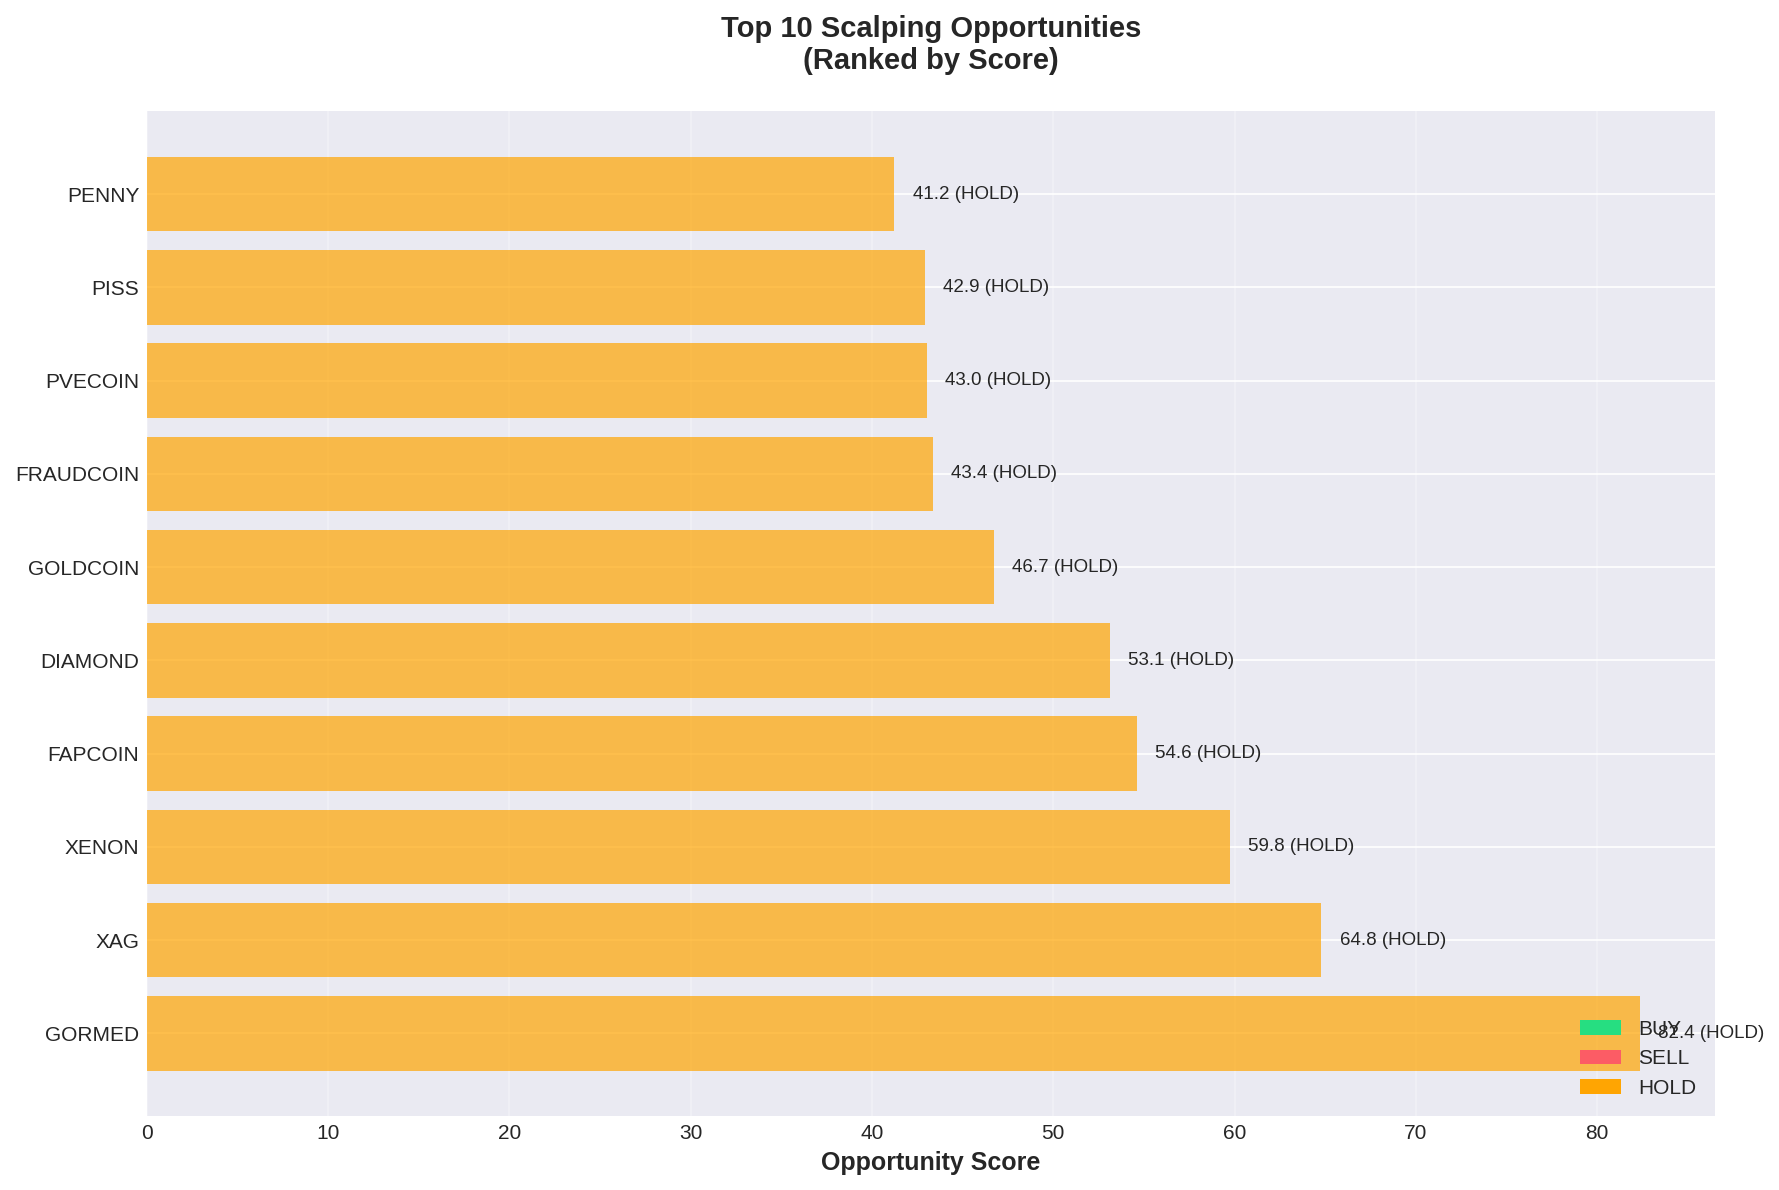 Top 10 Scalping Opportunities
(Ranked by Score)
PENNY
41.2 (HOLD)
PISS
42.9 (HOLD)
PVECOIN
43.0 (HOLD)
FRAUDCOIN
43.4 (HOLD)
GOLDCOIN
46.7 (HOLD)
DIAMOND
53.1 (HOLD)
FAPCOIN
54.6 (HOLD)
XENON
59.8 (HOLD)
XAG
64.8 (HOLD)
GORMED
82.4 (HOLD)
BUY
SELL
HOLD
0 10 20 30 40 50 60 70 80
Opportunity Score